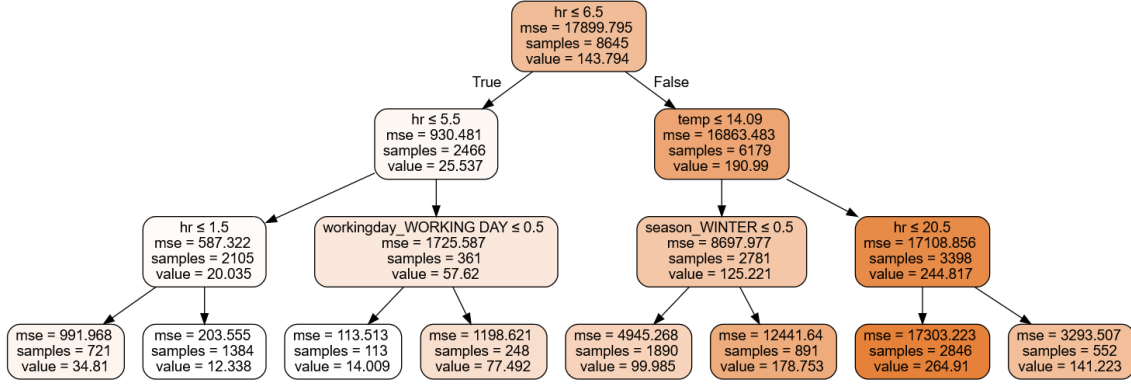 hr ≤ 6.5
mse = 17899.795
samples = 8645
value = 143.794
True
False
hr ≤ 5.5
mse = 930.481
samples = 2466
value = 25.537
temp ≤ 14.09
mse = 16863.483
samples = 6179
value = 190.99
hr ≤ 1.5
mse = 587.322
samples = 2105
value = 20.035
workingday_WORKING DAY ≤ 0.5
mse = 1725.587
samples = 361
value = 57.62
season_WINTER ≤ 0.5
mse = 8697.977
samples = 2781
value = 125.221
hr ≤ 20.5
mse = 17108.856
samples = 3398
value = 244.817
mse = 991.968
samples = 721
value = 34.81
mse = 203.555
samples = 1384
value = 12.338
mse = 113.513
samples = 113
value = 14.009
mse = 1198.621
samples = 248
value = 77.492
mse = 4945.268
samples = 1890
value = 99.985
mse = 12441.64
samples = 891
value = 178.753
mse = 17303.223
samples = 2846
value = 264.91
mse = 3293.507
samples = 552
value = 141.223